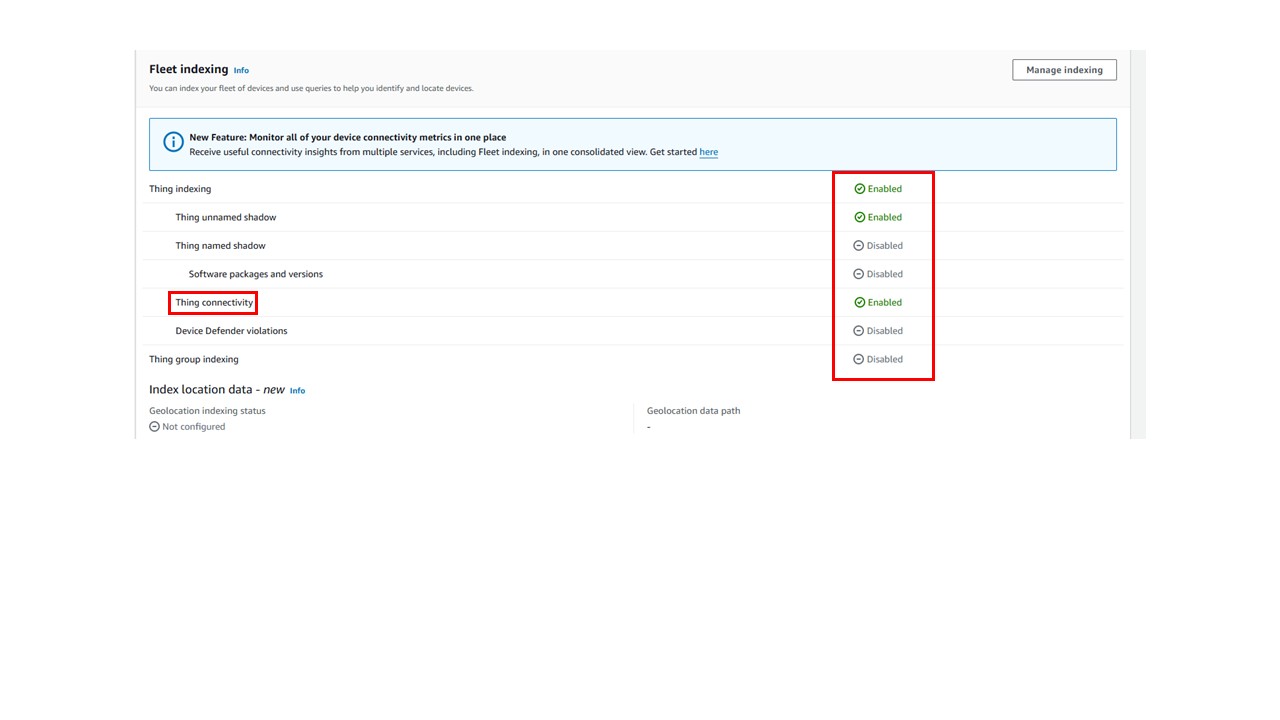 Fleet indexing Info
Manage indexing
You can index your fleet of devices and use queries to help you identify and locate devices.
New Feature: Monitor all of your device connectivity metrics in one place
Receive useful connectivity insights from multiple services, including Fleet indexing, in one consolidated view. Get started here
Thing indexing Enabled
Thing unnamed shadow Enabled
Thing named shadow Disabled
Software packages and versions Disabled
Thing connectivity Enabled
Device Defender violations Disabled
Thing group indexing Disabled
Index location data - new Info
Geolocation indexing status
Not configured
Geolocation data path
-